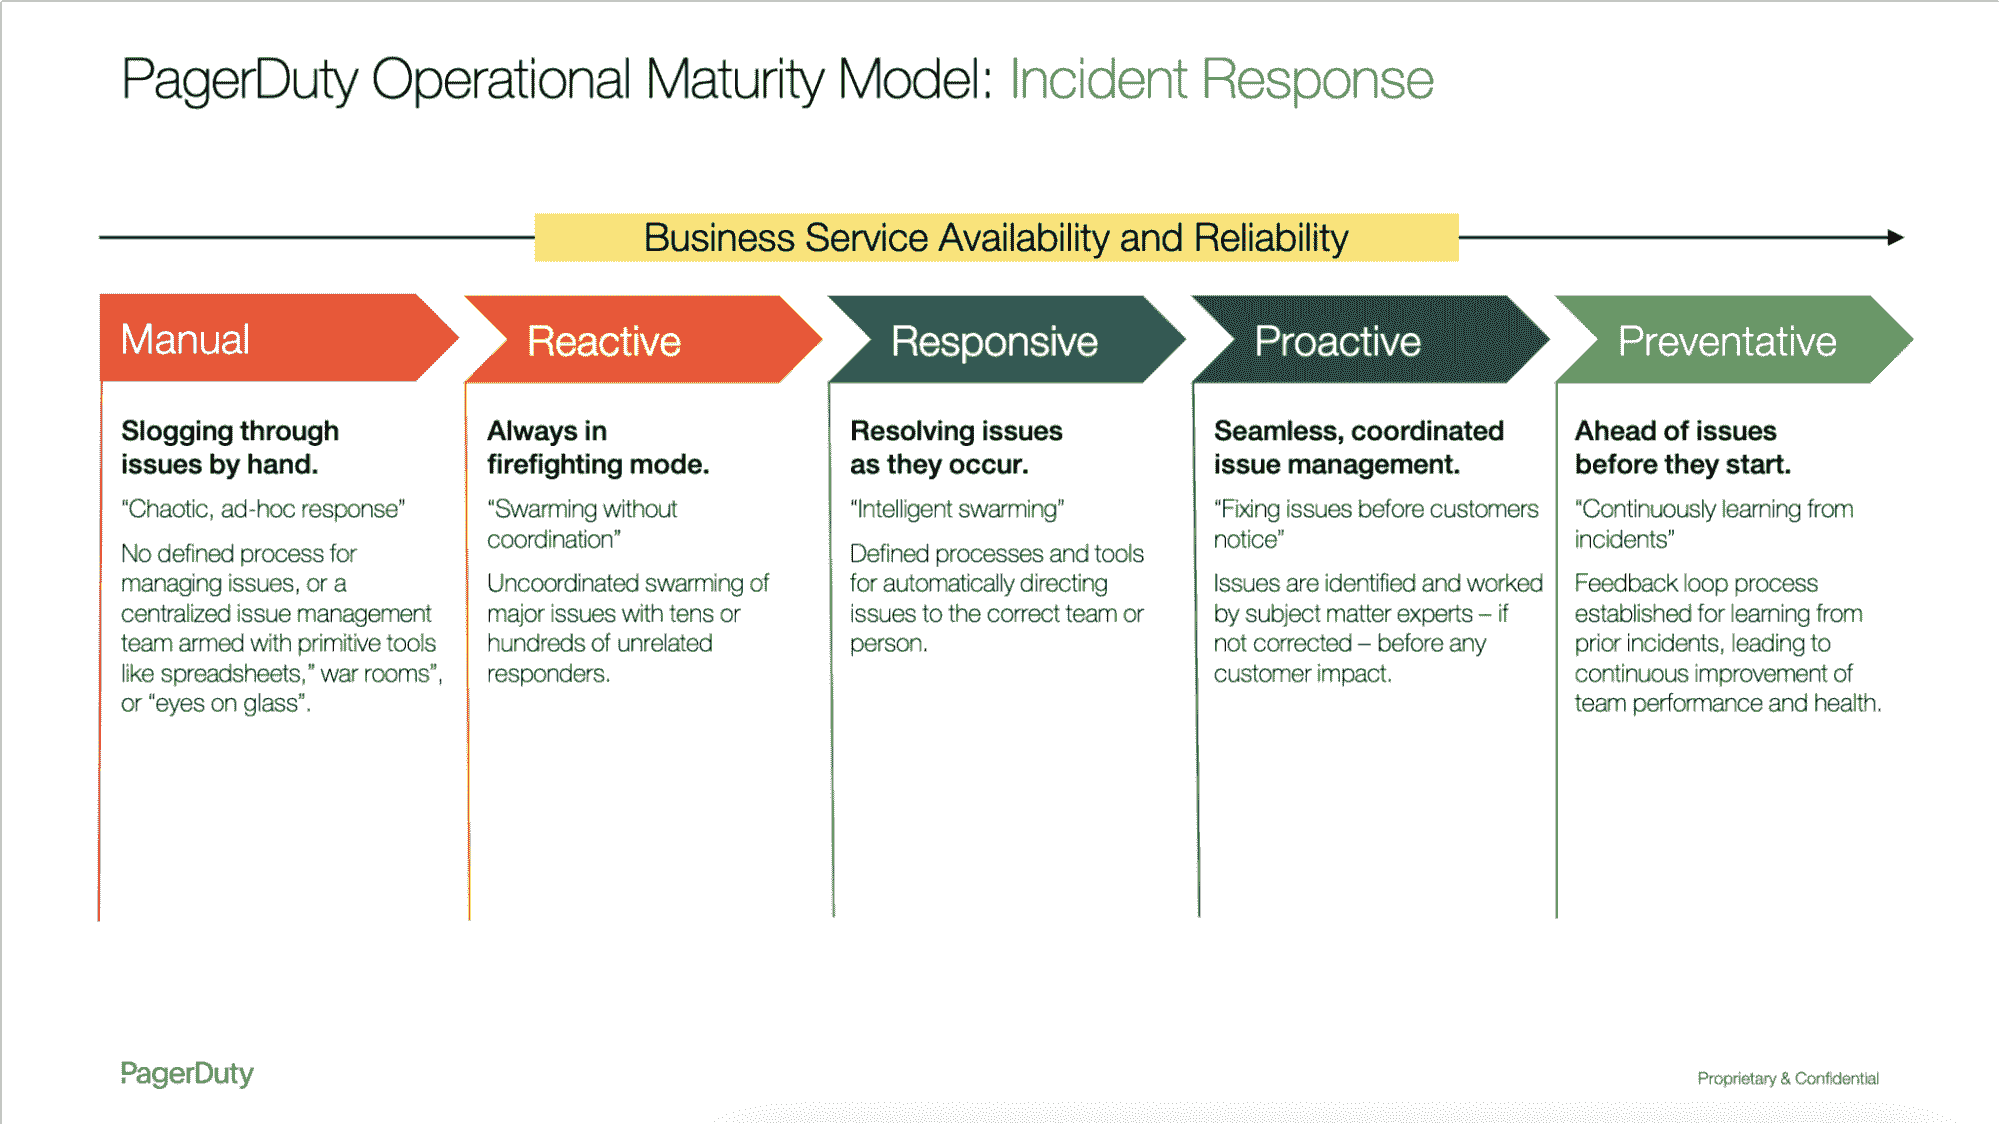 PagerDuty Operational Maturity Model: Incident Response
Business Service Availability and Reliability
Manual
Slogging through
issues by hand.
“Chaotic, ad-hoc response”
No defined process for
managing issues, or a
centralized issue management
team armed with primitive tools
like spreadsheets,” war rooms”,
or “eyes on glass”.
Reactive
Always in
firefighting mode.
“Swarming without
coordination”
Uncoordinated swarming of
major issues with tens or
hundreds of unrelated
responders.
Responsive
Resolving issues
as they occur.
“Intelligent swarming”
Defined processes and tools
for automatically directing
issues to the correct team or
person.
Proactive
Seamless, coordinated
issue management.
“Fixing issues before customers
notice”
Issues are identified and worked
by subject matter experts – if
not corrected – before any
customer impact.
Preventative
Ahead of issues
before they start.
“Continuously learning from
incidents”
Feedback loop process
established for learning from
prior incidents, leading to
continuous improvement of
team performance and health.
PagerDuty
Proprietary & Confidential